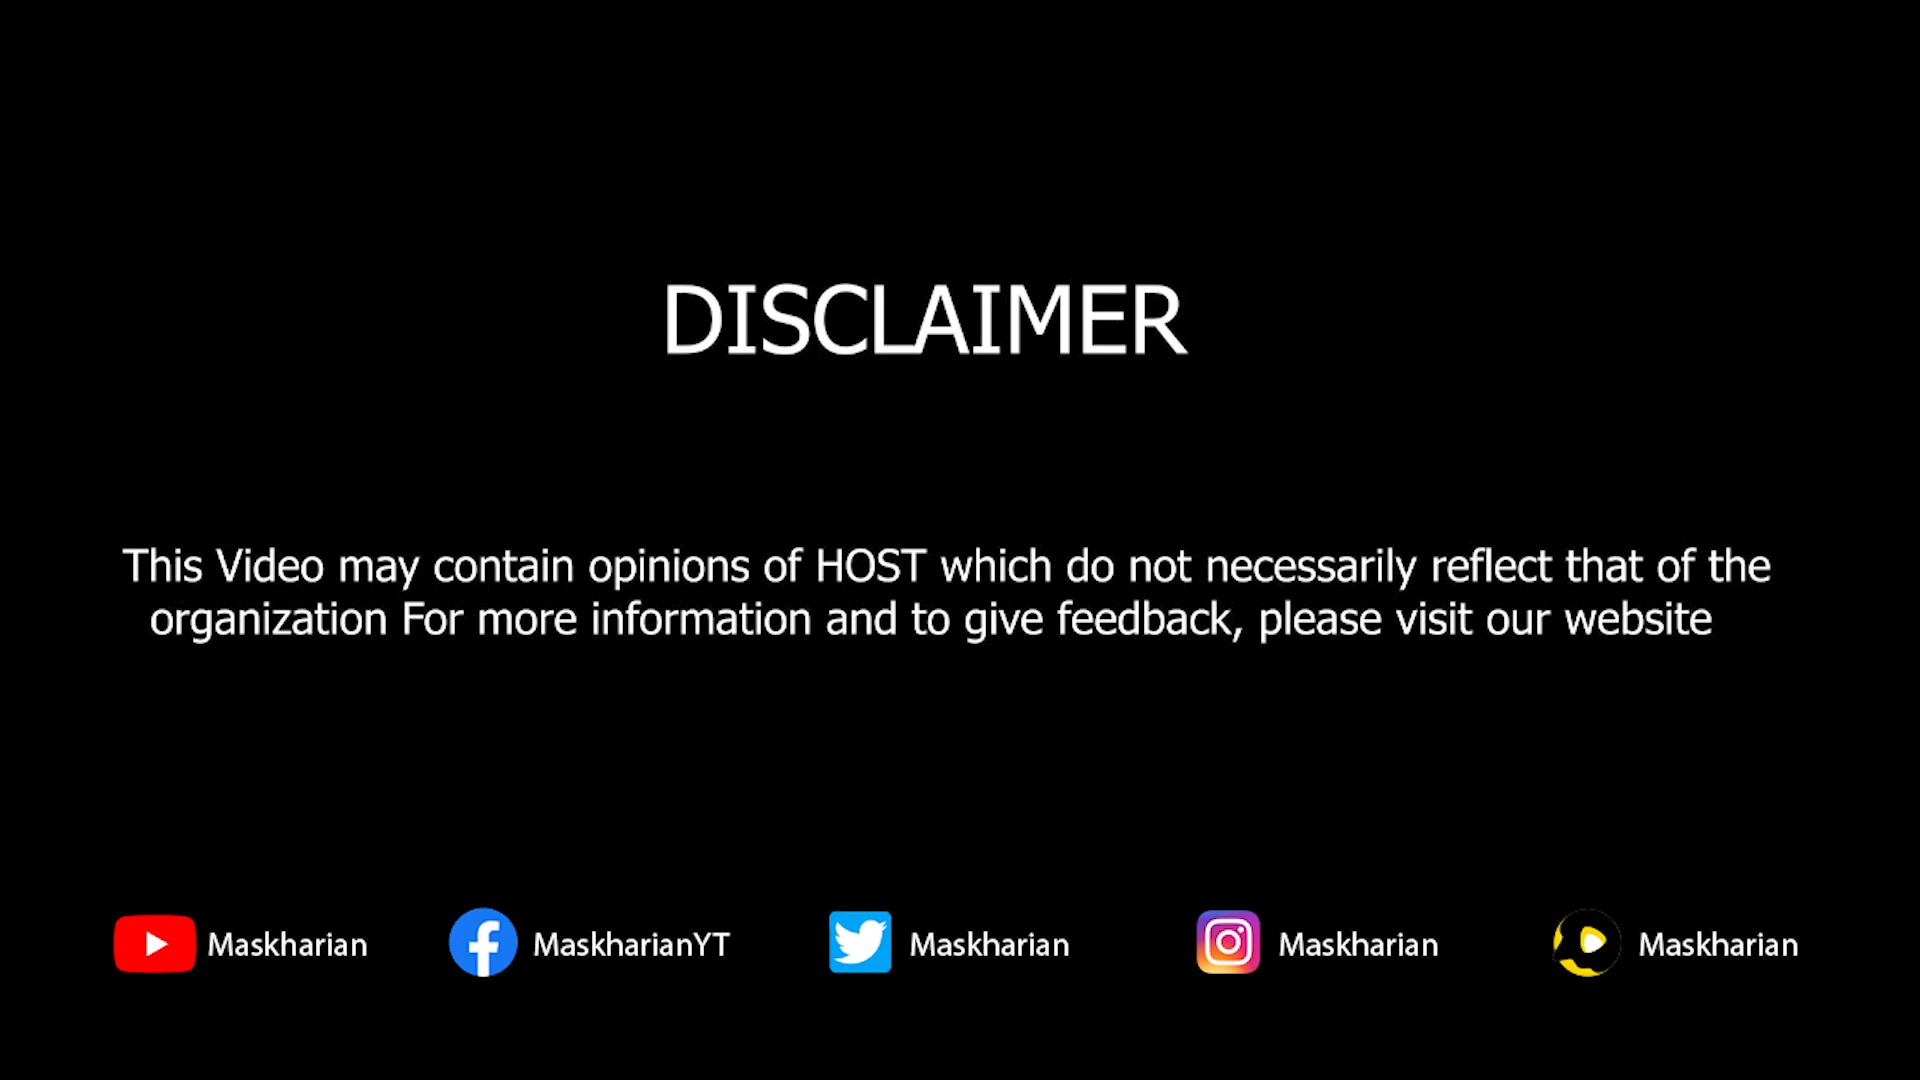 DISCLAIMER
This Video may contain opinions of HOST which do not necessarily reflect that of the
organization For more information and to give feedback, please visit our website
Maskharian
MaskharianYT
Maskharian
Maskharian
Maskharian